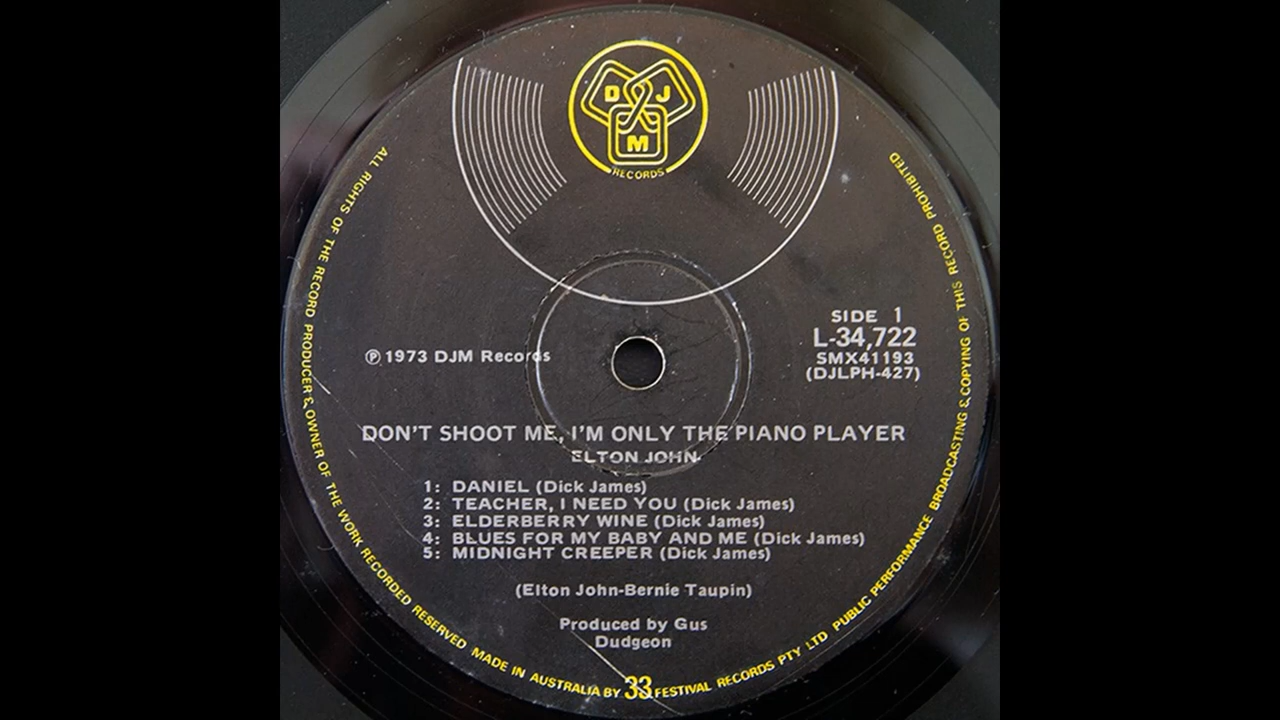 D J
M
RECORDS
ALL RIGHTS OF THE RECORD PRODUCER & OWNER OF THE WORK RECORDED RESERVED MADE IN AUSTRALIA BY 33 FESTIVAL RECORDS PTY LTD PUBLIC PERFORMANCE BROADCASTING & COPYING OF THIS RECORD PROHIBITED
SIDE 1
L-34,722
SMX41193
(DJLPH-427)
℗ 1973 DJM Records
DON'T SHOOT ME, I'M ONLY THE PIANO PLAYER
ELTON JOHN
1: DANIEL (Dick James)
2: TEACHER, I NEED YOU (Dick James)
3: ELDERBERRY WINE (Dick James)
4: BLUES FOR MY BABY AND ME (Dick James)
5: MIDNIGHT CREEPER (Dick James)
(Elton John-Bernie Taupin)
Produced by Gus
Dudgeon